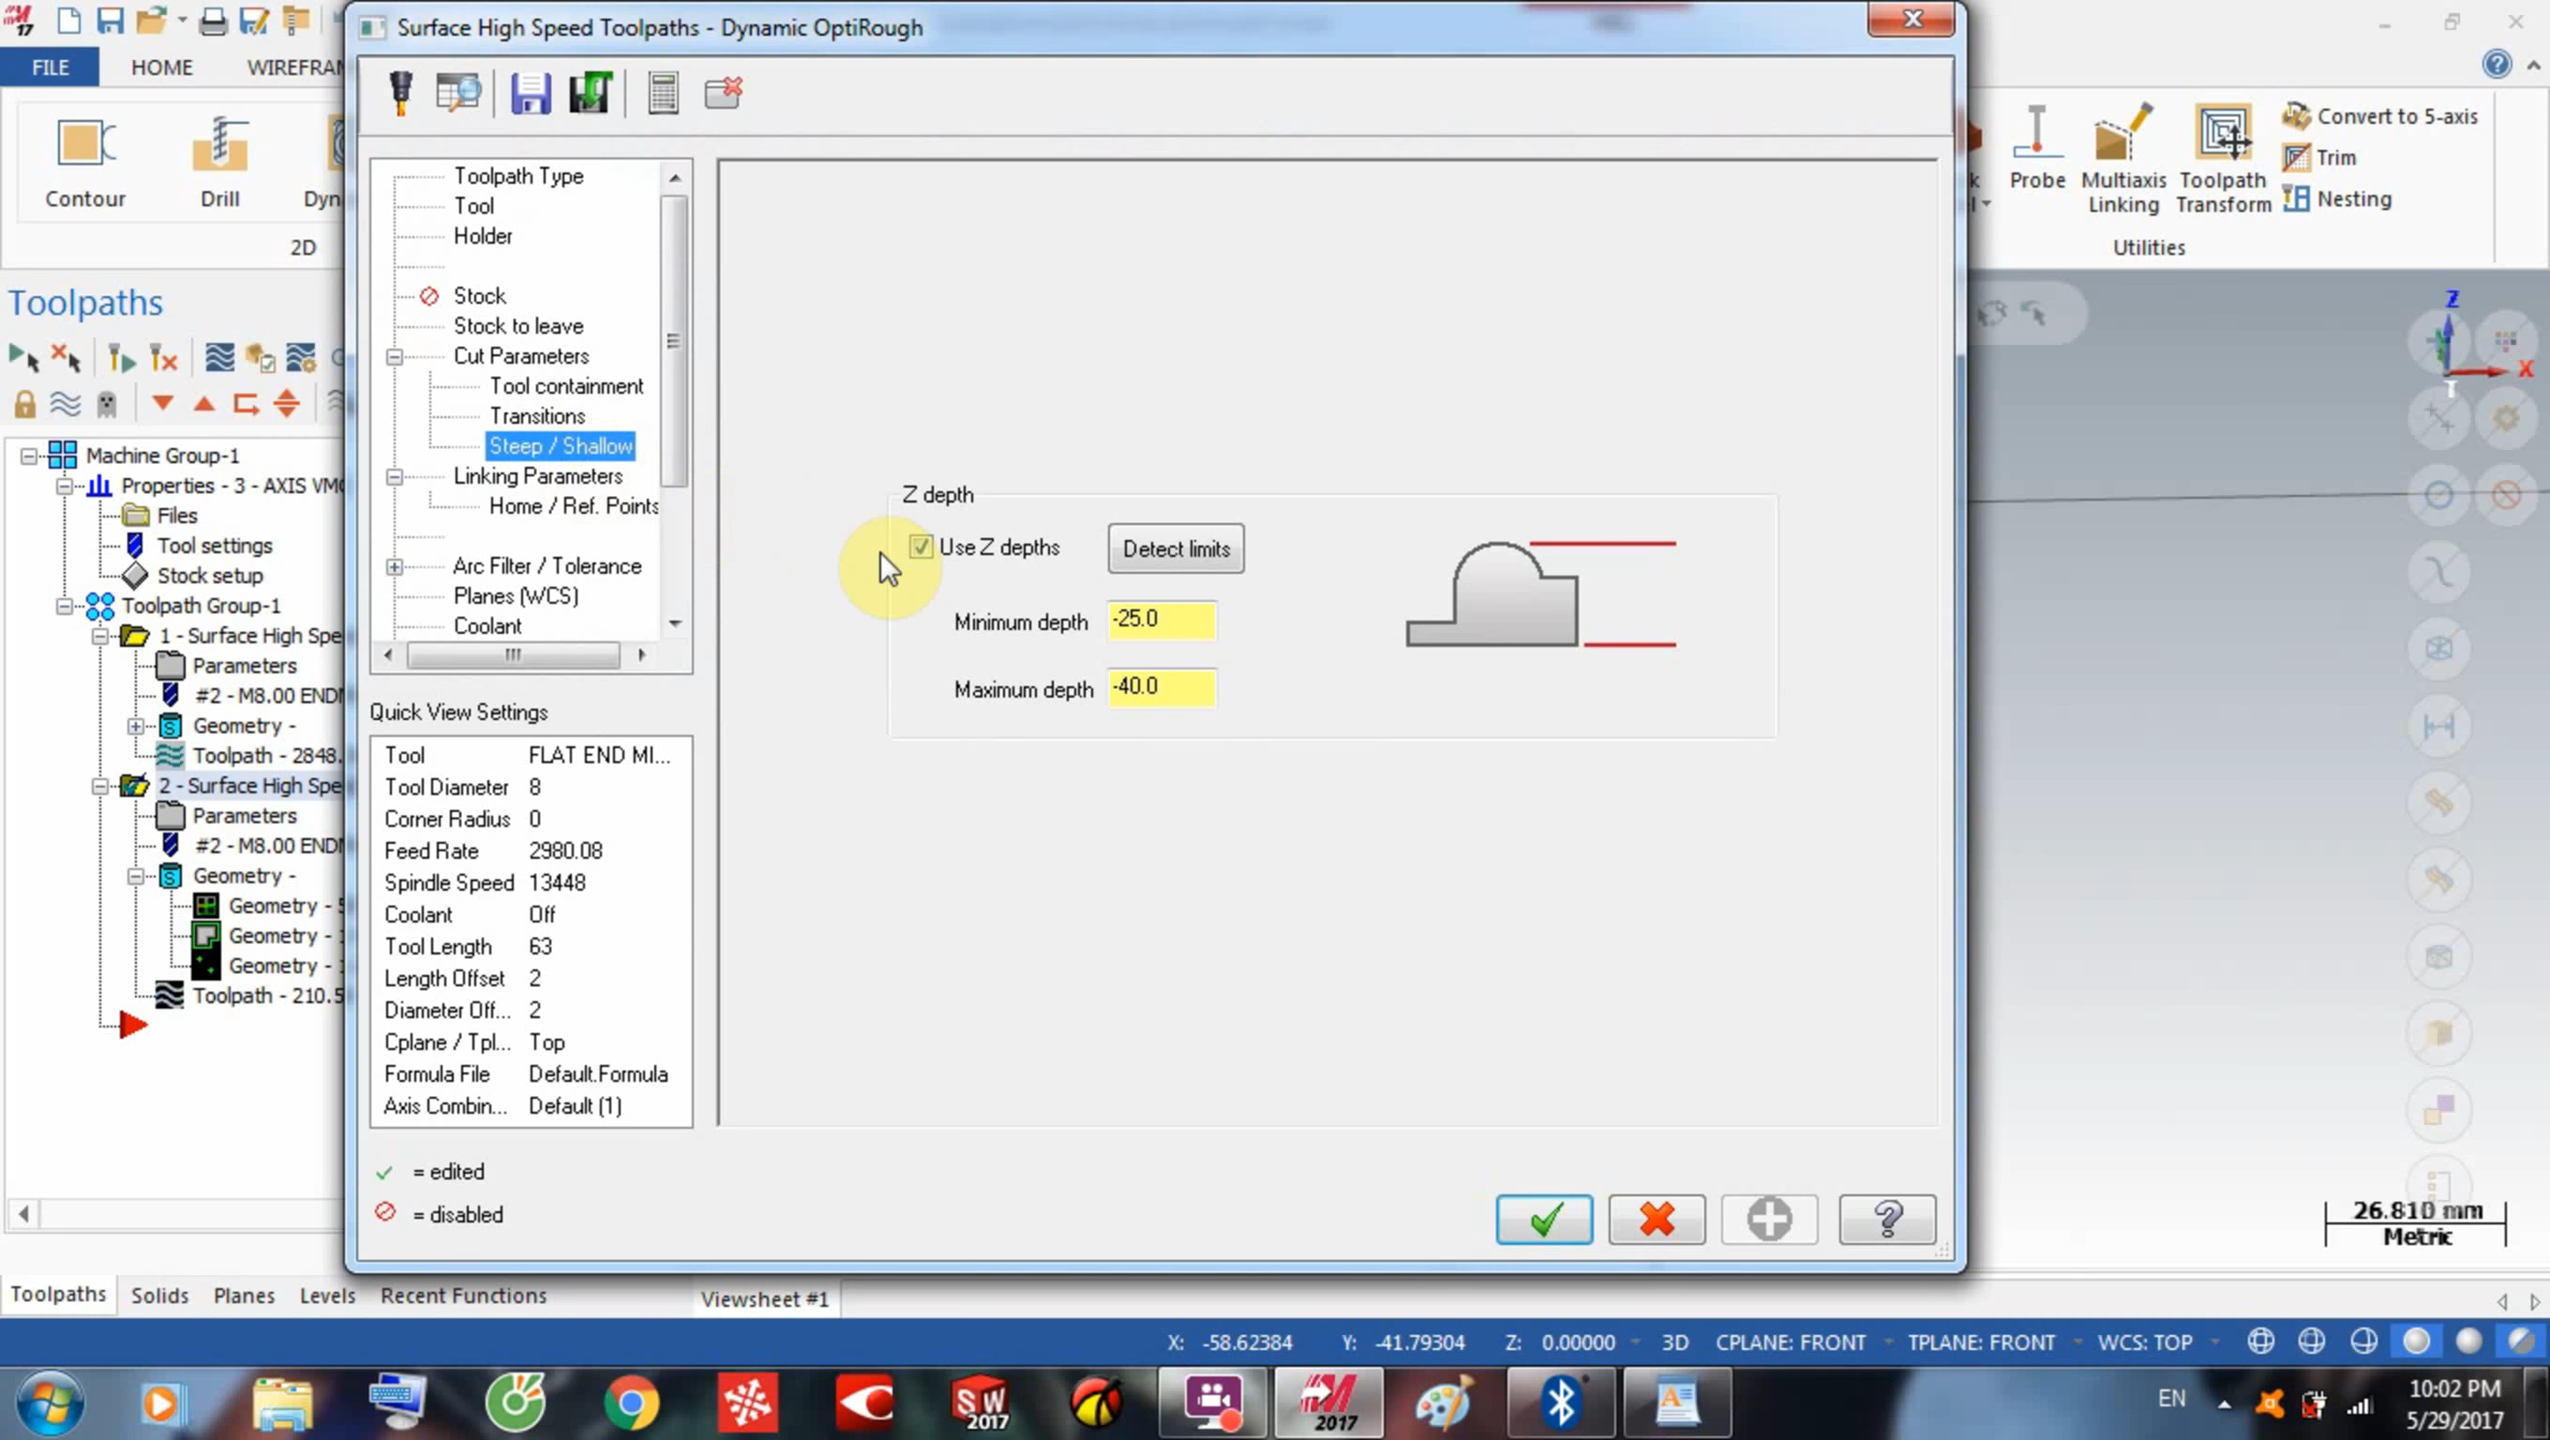 17
Surface High Speed Toolpaths - Dynamic OptiRough
FILE
HOME
Contour
Drill
2D
Probe
Multiaxis
Linking
Toolpath
Transform
Convert to 5-axis
Trim
Nesting
Utilities
Toolpaths
Machine Group-1
Properties - 3 - AXIS
Files
Tool settings
Stock setup
Toolpath Group-1
1 - Surface High
Parameters
#2 - M8.00
Geometry -
Toolpath - 2848.
2 - Surface High
Parameters
#2 - M8.00
Geometry -
Geometry -
Geometry -
Geometry -
Toolpath - 210.5
Toolpath Type
Tool
Holder
Stock
Stock to leave
Cut Parameters
Tool containment
Transitions
Steep / Shallow
Linking Parameters
Home / Ref. Points
Arc Filter / Tolerance
Planes (WCS)
Coolant
Quick View Settings
Tool FLAT END MI...
Tool Diameter 8
Corner Radius 0
Feed Rate 2980.08
Spindle Speed 13448
Coolant Off
Tool Length 63
Length Offset 2
Diameter Off... 2
Cplane / Tpl... Top
Formula File Default.Formula
Axis Combin... Default (1)
= edited
= disabled
Z depth
Use Z depths
Detect limits
Minimum depth -25.0
Maximum depth -40.0
Z
X
T
26.810 mm
Metric
Toolpaths Solids Planes Levels Recent Functions
Viewsheet #1
X: -58.62384 Y: -41.79304 Z: 0.00000 3D CPLANE: FRONT TPLANE: FRONT WCS: TOP
SW
2017
2017
EN
10:02 PM
5/29/2017